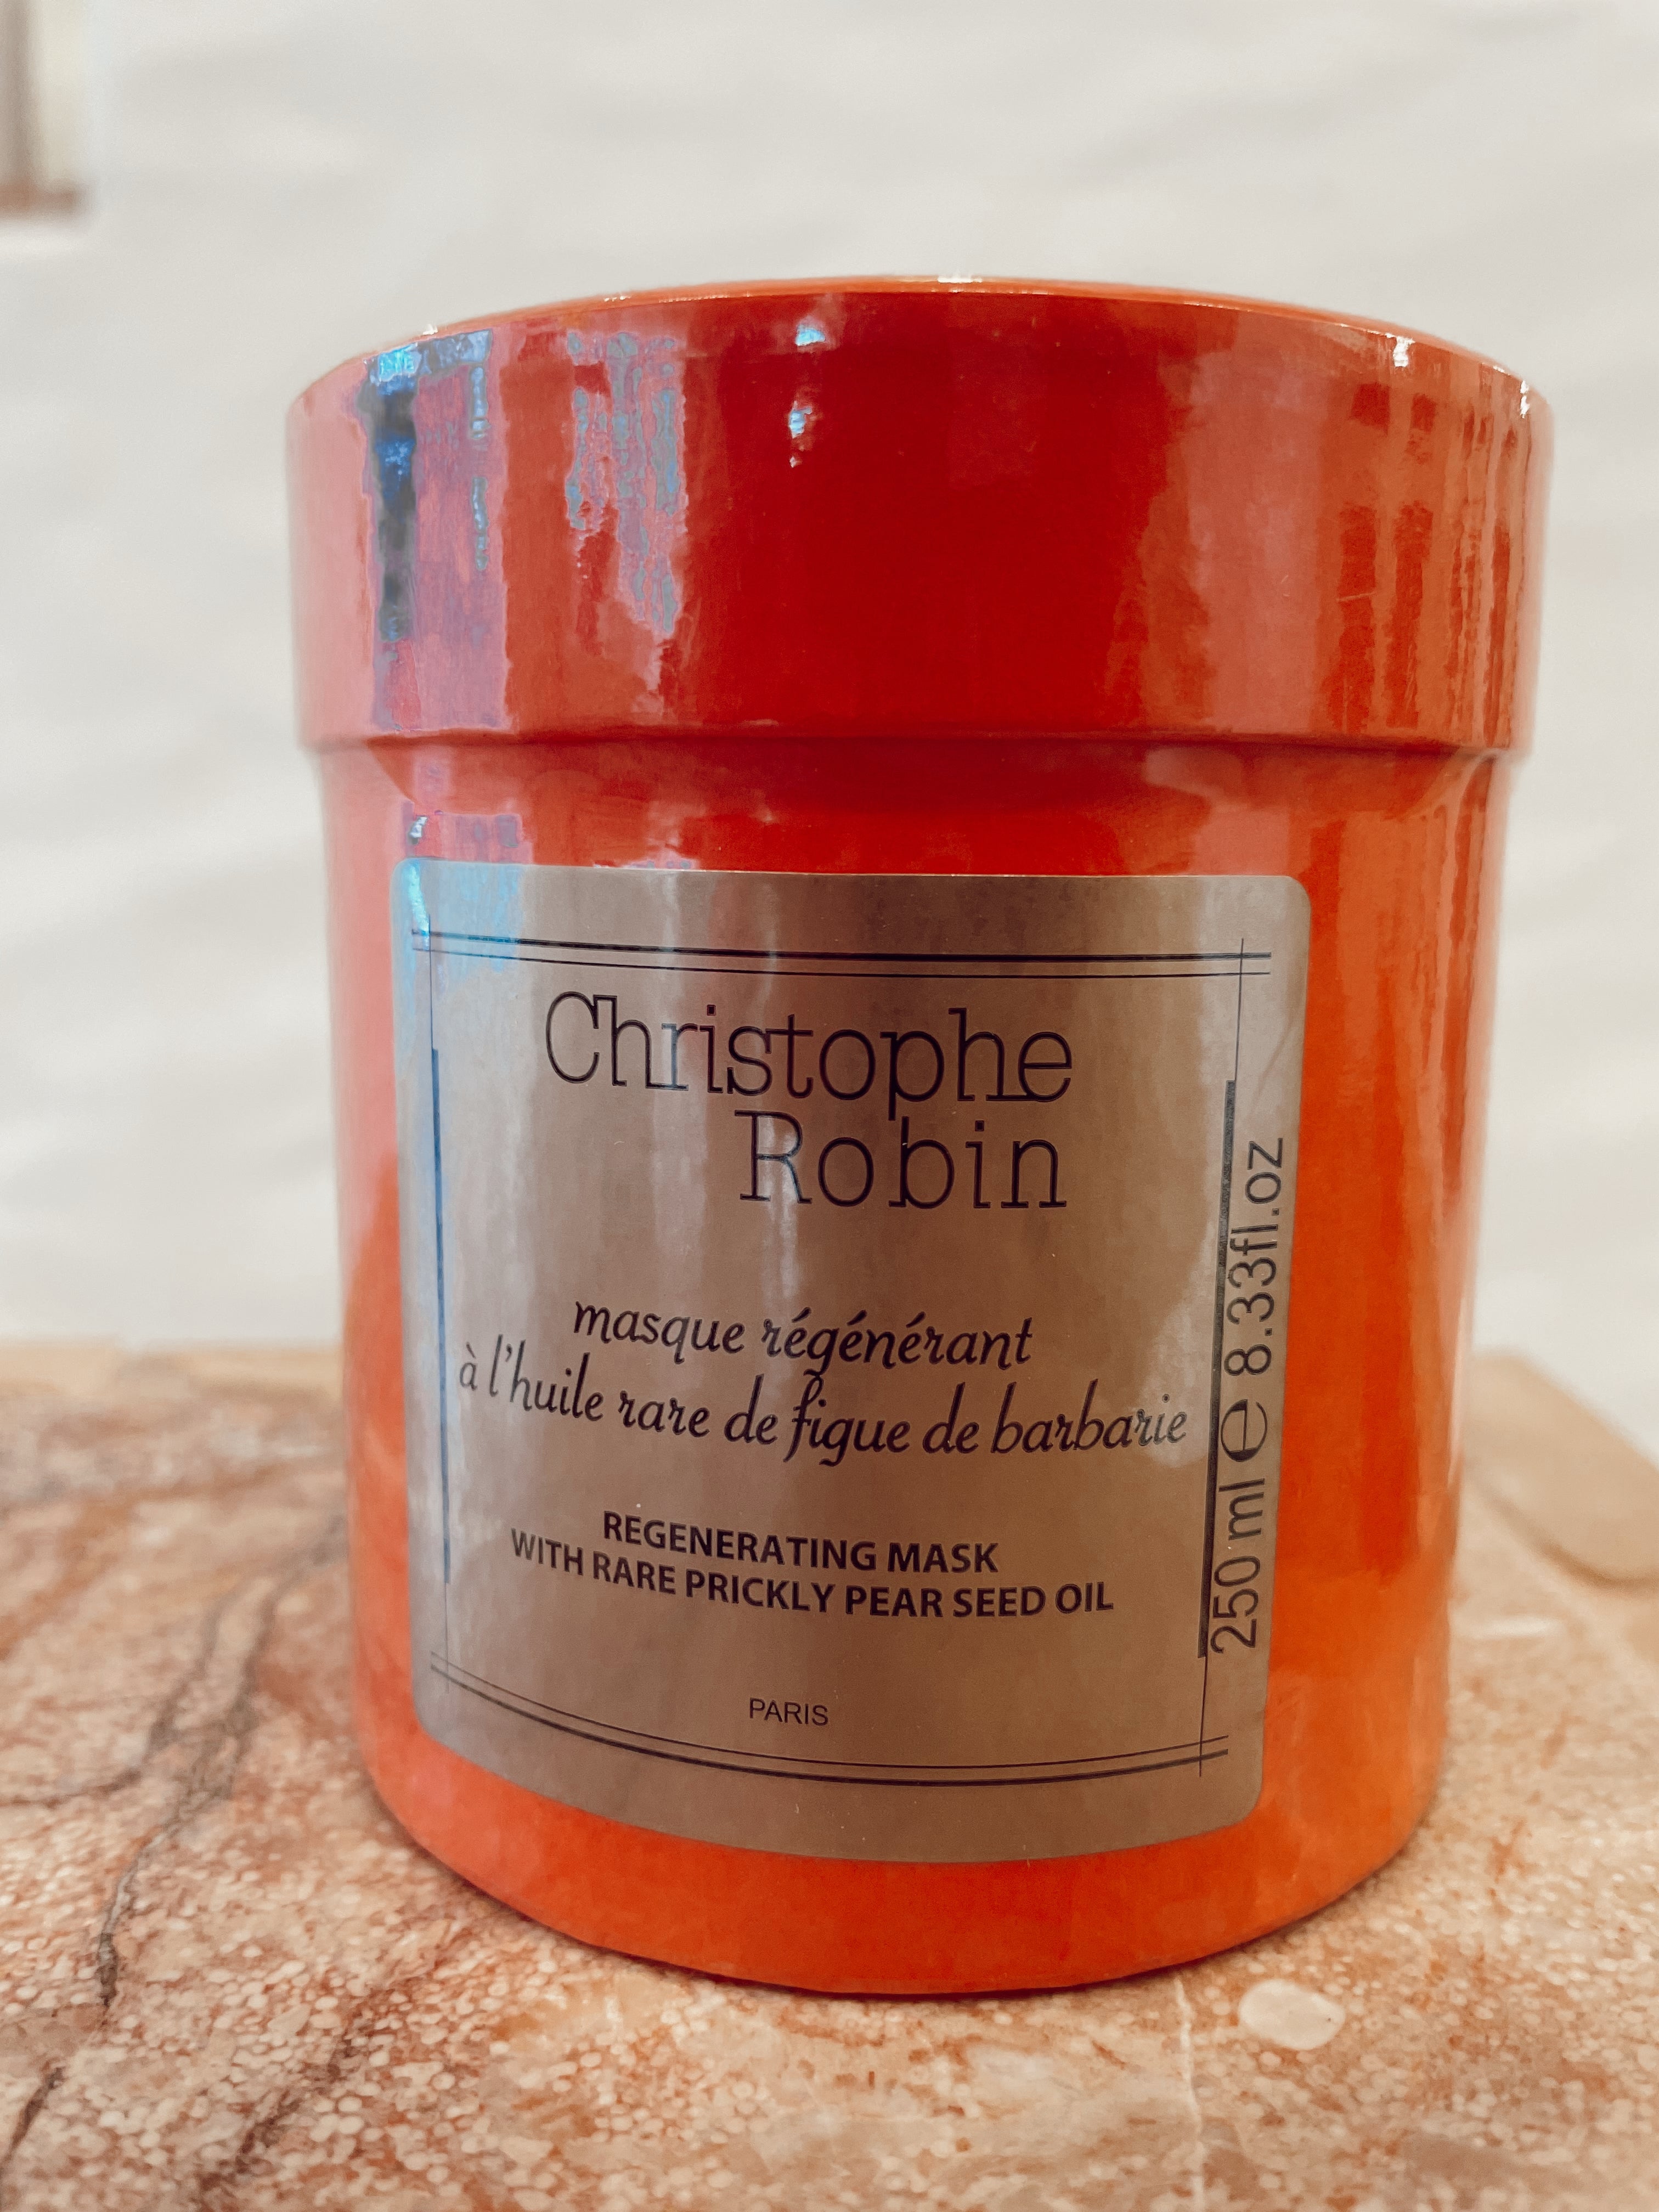 Christophe
Robin
masque régénérant
à l'huile rare de figue de barbarie
REGENERATING MASK
WITH RARE PRICKLY PEAR SEED OIL
PARIS
250 ml ℮ 8.33fl.oz